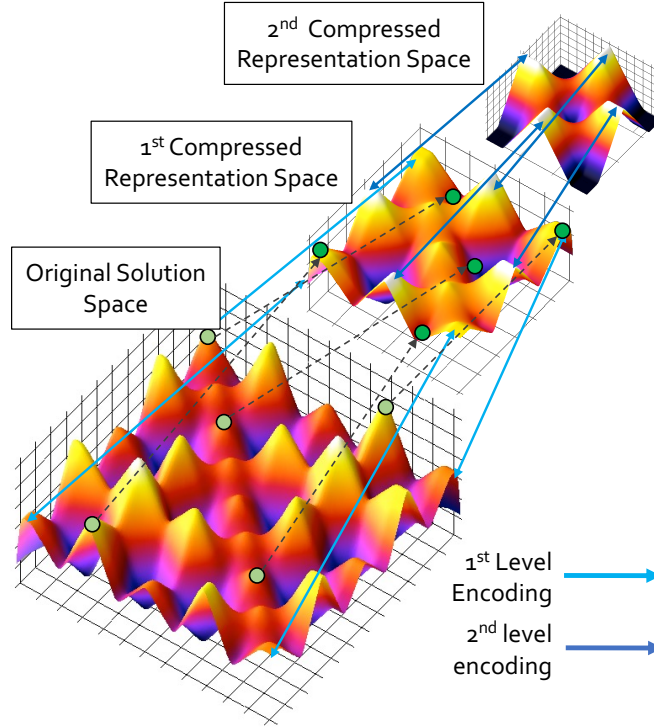 2nd Compressed
Representation Space
1st Compressed
Representation Space
Original Solution
Space
1st Level
Encoding
2nd level
encoding